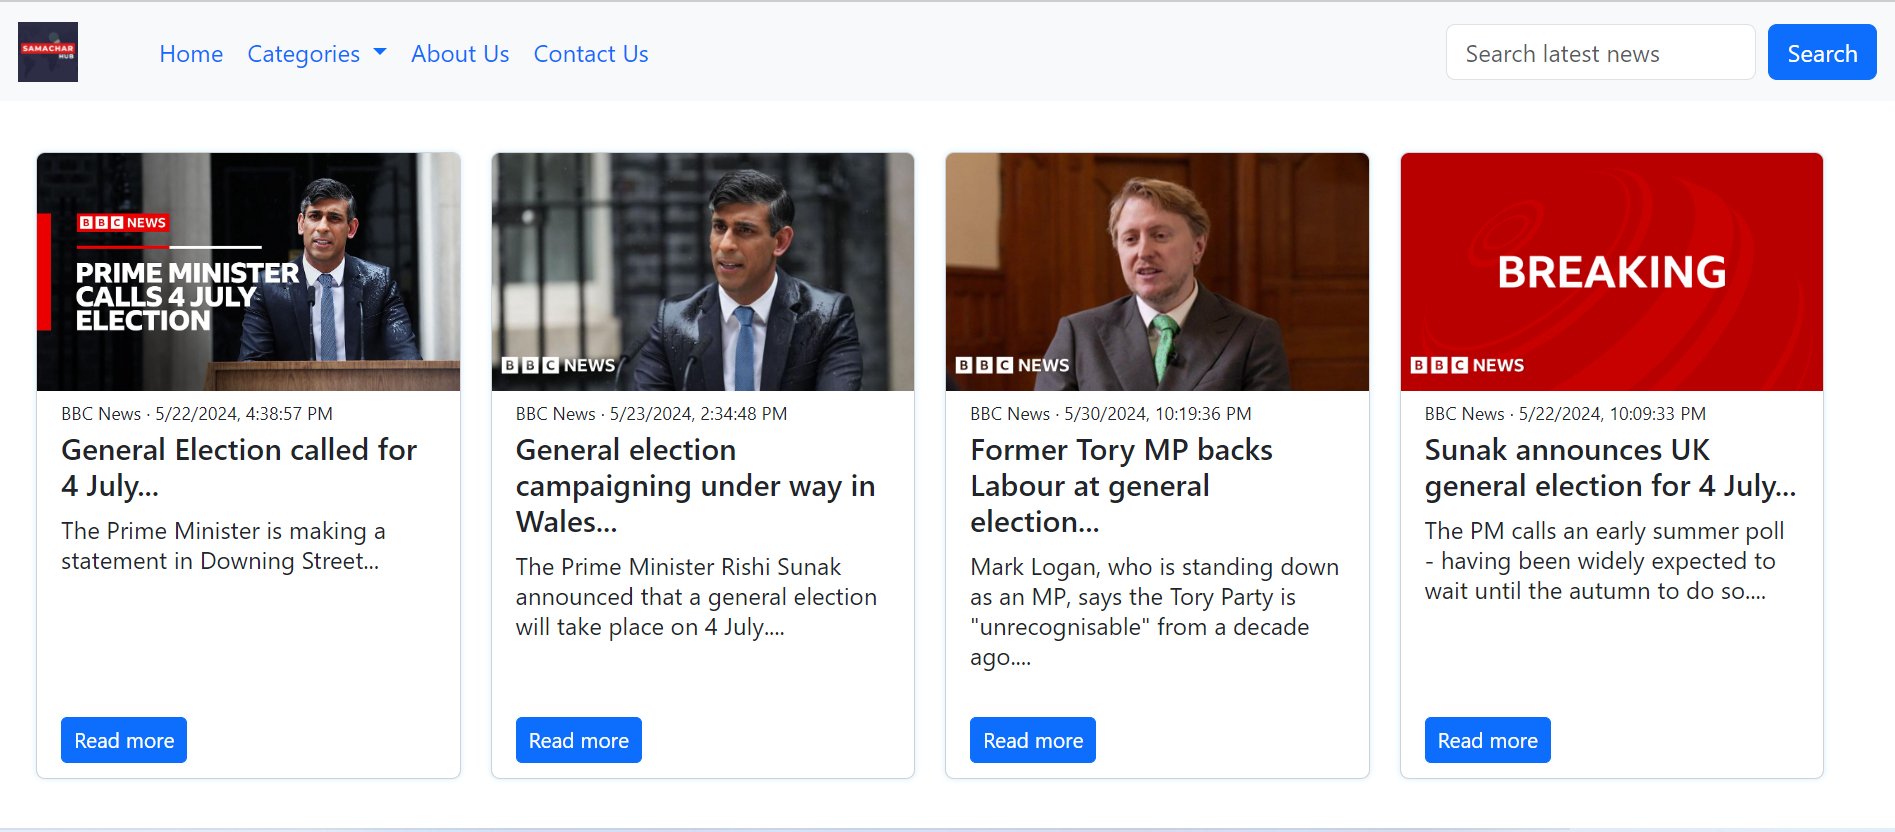 SAMACHAR
HUB
Home
Categories
About Us
Contact Us
Search latest news
Search
BBC NEWS
PRIME MINISTER
CALLS 4 JULY
ELECTION
BBC News · 5/22/2024, 4:38:57 PM
General Election called for
4 July...
The Prime Minister is making a
statement in Downing Street...
Read more
BBC NEWS
BBC News · 5/23/2024, 2:34:48 PM
General election
campaigning under way in
Wales...
The Prime Minister Rishi Sunak
announced that a general election
will take place on 4 July....
Read more
BBC NEWS
BBC News · 5/30/2024, 10:19:36 PM
Former Tory MP backs
Labour at general
election...
Mark Logan, who is standing down
as an MP, says the Tory Party is
"unrecognisable" from a decade
ago....
Read more
BREAKING
BBC NEWS
BBC News · 5/22/2024, 10:09:33 PM
Sunak announces UK
general election for 4 July...
The PM calls an early summer poll
- having been widely expected to
wait until the autumn to do so....
Read more